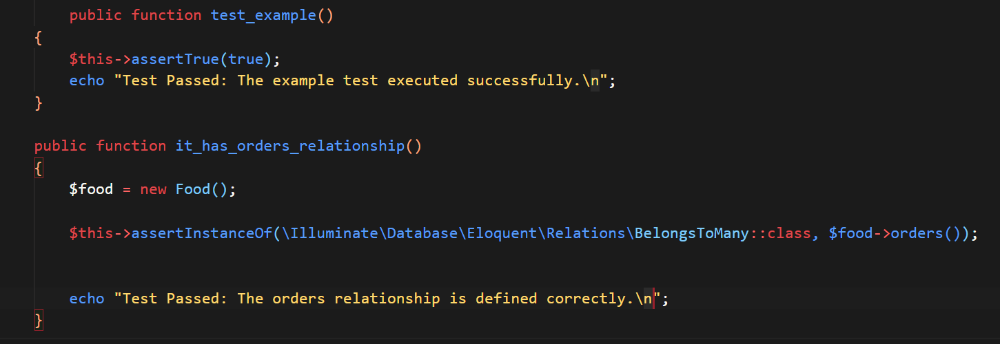 public function test_example()
{
$this->assertTrue(true);
echo "Test Passed: The example test executed successfully.\n";
}
public function it_has_orders_relationship()
{
$food = new Food();
$this->assertInstanceOf(\Illuminate\Database\Eloquent\Relations\BelongsToMany::class, $food->orders());
echo "Test Passed: The orders relationship is defined correctly.\n";
}